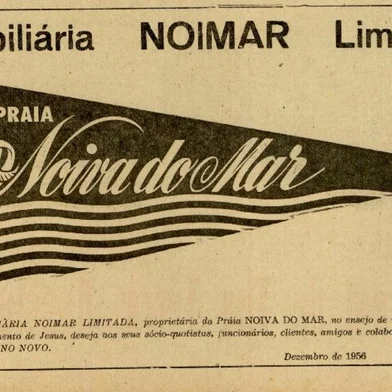 biliária NOIMAR Lim
PRAIA
Noiva do Mar
ÁRIA NOIMAR LIMITADA, proprietária da Práia NOIVA DO MAR, no ensejo de
mento de Jesus, deseja aos seus sócio-quotistas, funcionários, clientes, amigos e colabo
NO NOVO.
Dezembro de 1956